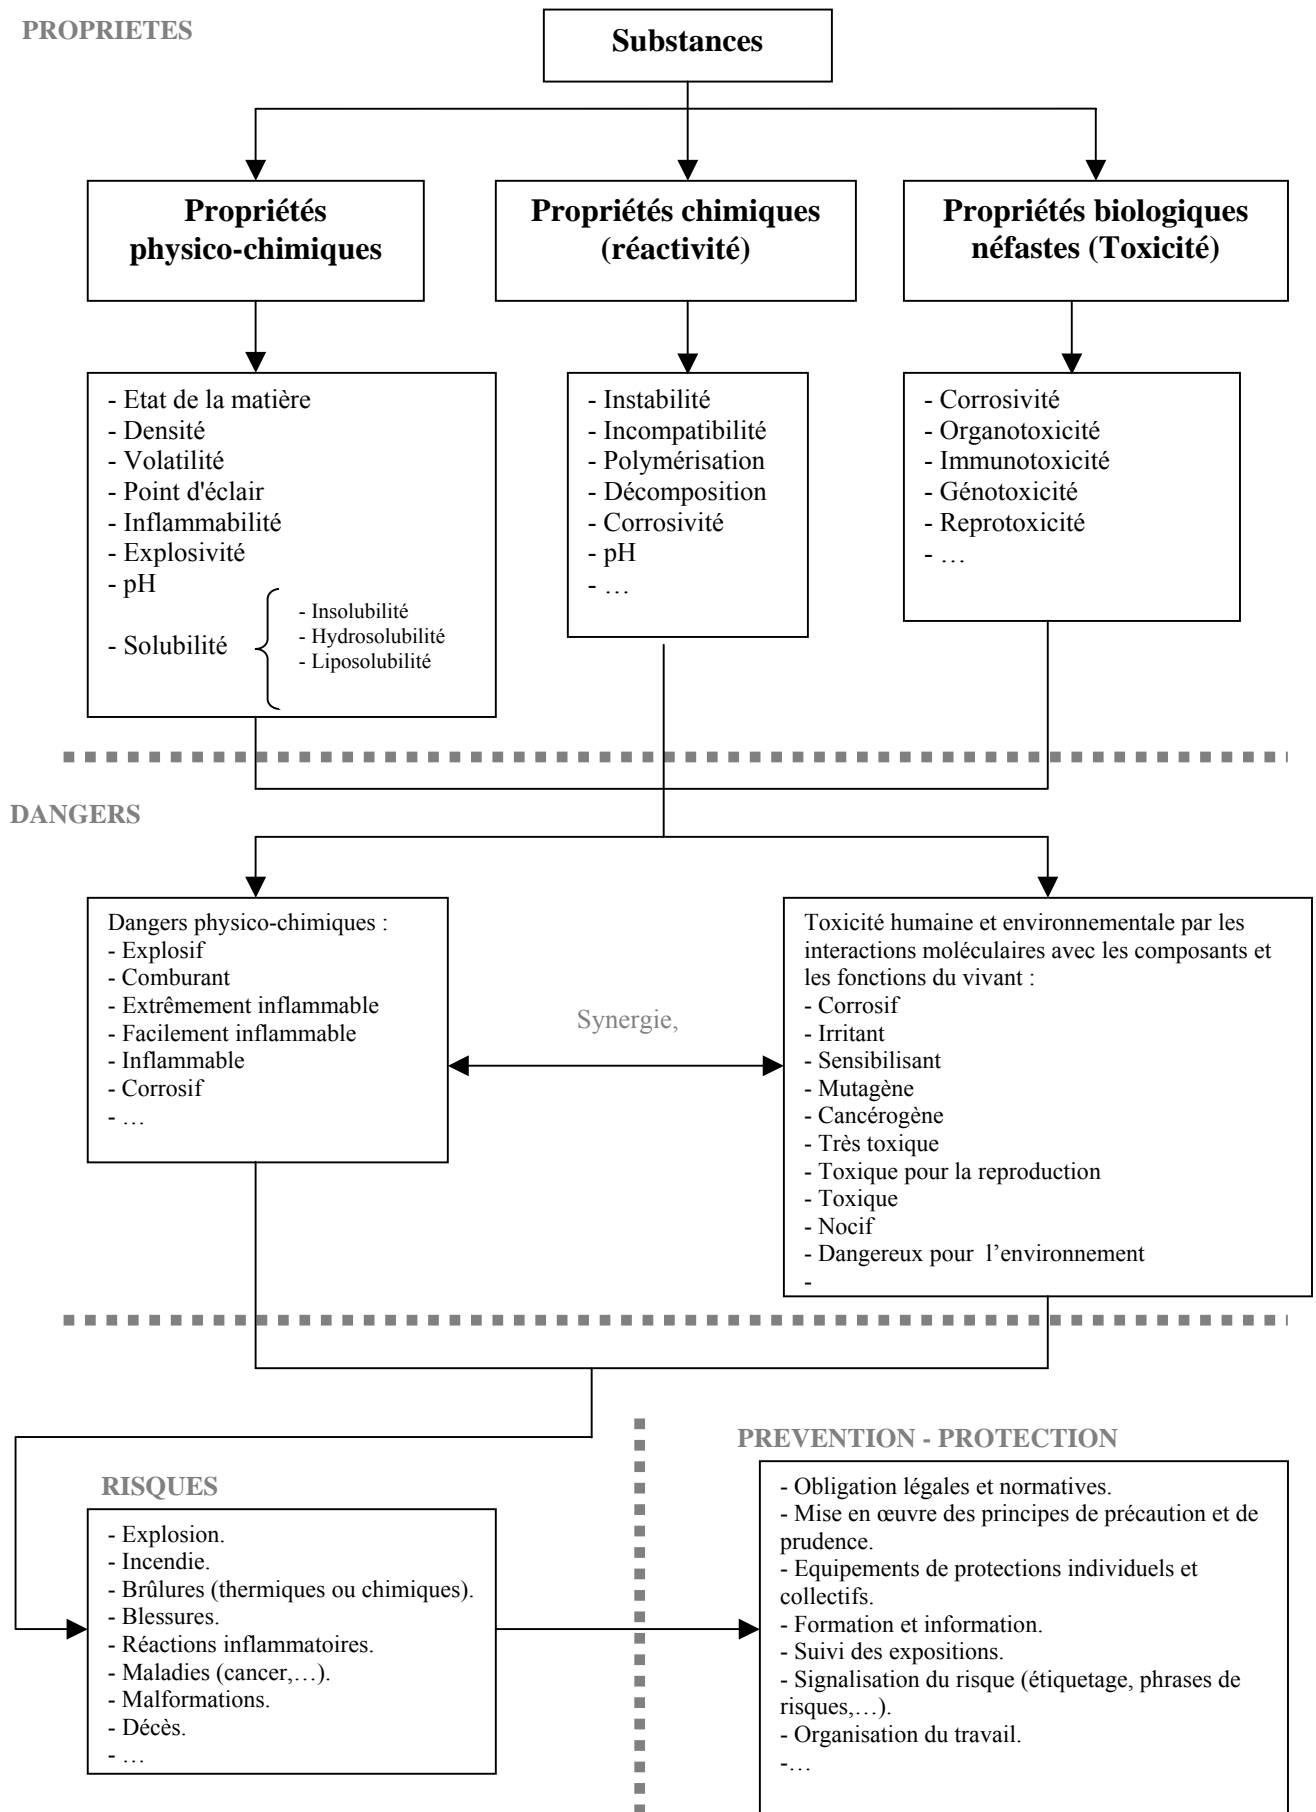 PROPRIETES
Substances
Propriétés
physico-chimiques
Propriétés chimiques
(réactivité)
Propriétés biologiques
néfastes (Toxicité)
- Etat de la matière
- Densité
- Volatilité
- Point d'éclair
- Inflammabilité
- Explosivité
- pH
- Solubilité
- Insolubilité
- Hydrosolubilité
- Liposolubilité
- Instabilité
- Incompatibilité
- Polymérisation
- Décomposition
- Corrosivité
- pH
- …
- Corrosivité
- Organotoxicité
- Immunotoxicité
- Génotoxicité
- Reprotoxicité
- …
DANGERS
Dangers physico-chimiques :
- Explosif
- Comburant
- Extrêmement inflammable
- Facilement inflammable
- Inflammable
- Corrosif
- …
Synergie,
Toxicité humaine et environnementale par les
interactions moléculaires avec les composants et
les fonctions du vivant :
- Corrosif
- Irritant
- Sensibilisant
- Mutagène
- Cancérogène
- Très toxique
- Toxique pour la reproduction
- Toxique
- Nocif
- Dangereux pour l’environnement
-
RISQUES
- Explosion.
- Incendie.
- Brûlures (thermiques ou chimiques).
- Blessures.
- Réactions inflammatoires.
- Maladies (cancer,…).
- Malformations.
- Décès.
- …
PREVENTION - PROTECTION
- Obligation légales et normatives.
- Mise en œuvre des principes de précaution et de
prudence.
- Equipements de protections individuels et
collectifs.
- Formation et information.
- Suivi des expositions.
- Signalisation du risque (étiquetage, phrases de
risques,…).
- Organisation du travail.
-…